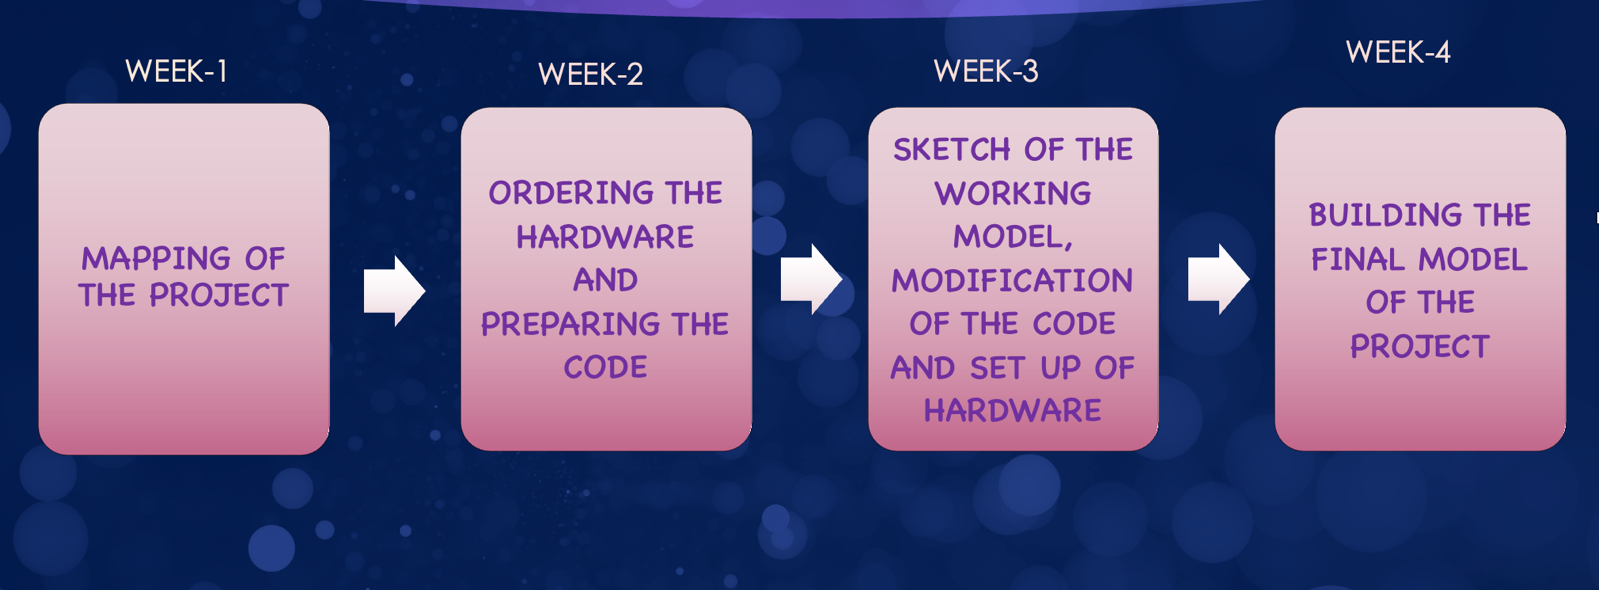 WEEK-1
MAPPING OF
THE PROJECT
WEEK-2
ORDERING THE
HARDWARE
AND
PREPARING THE
CODE
WEEK-3
SKETCH OF THE
WORKING
MODEL,
MODIFICATION
OF THE CODE
AND SET UP OF
HARDWARE
WEEK-4
BUILDING THE
FINAL MODEL
OF THE
PROJECT